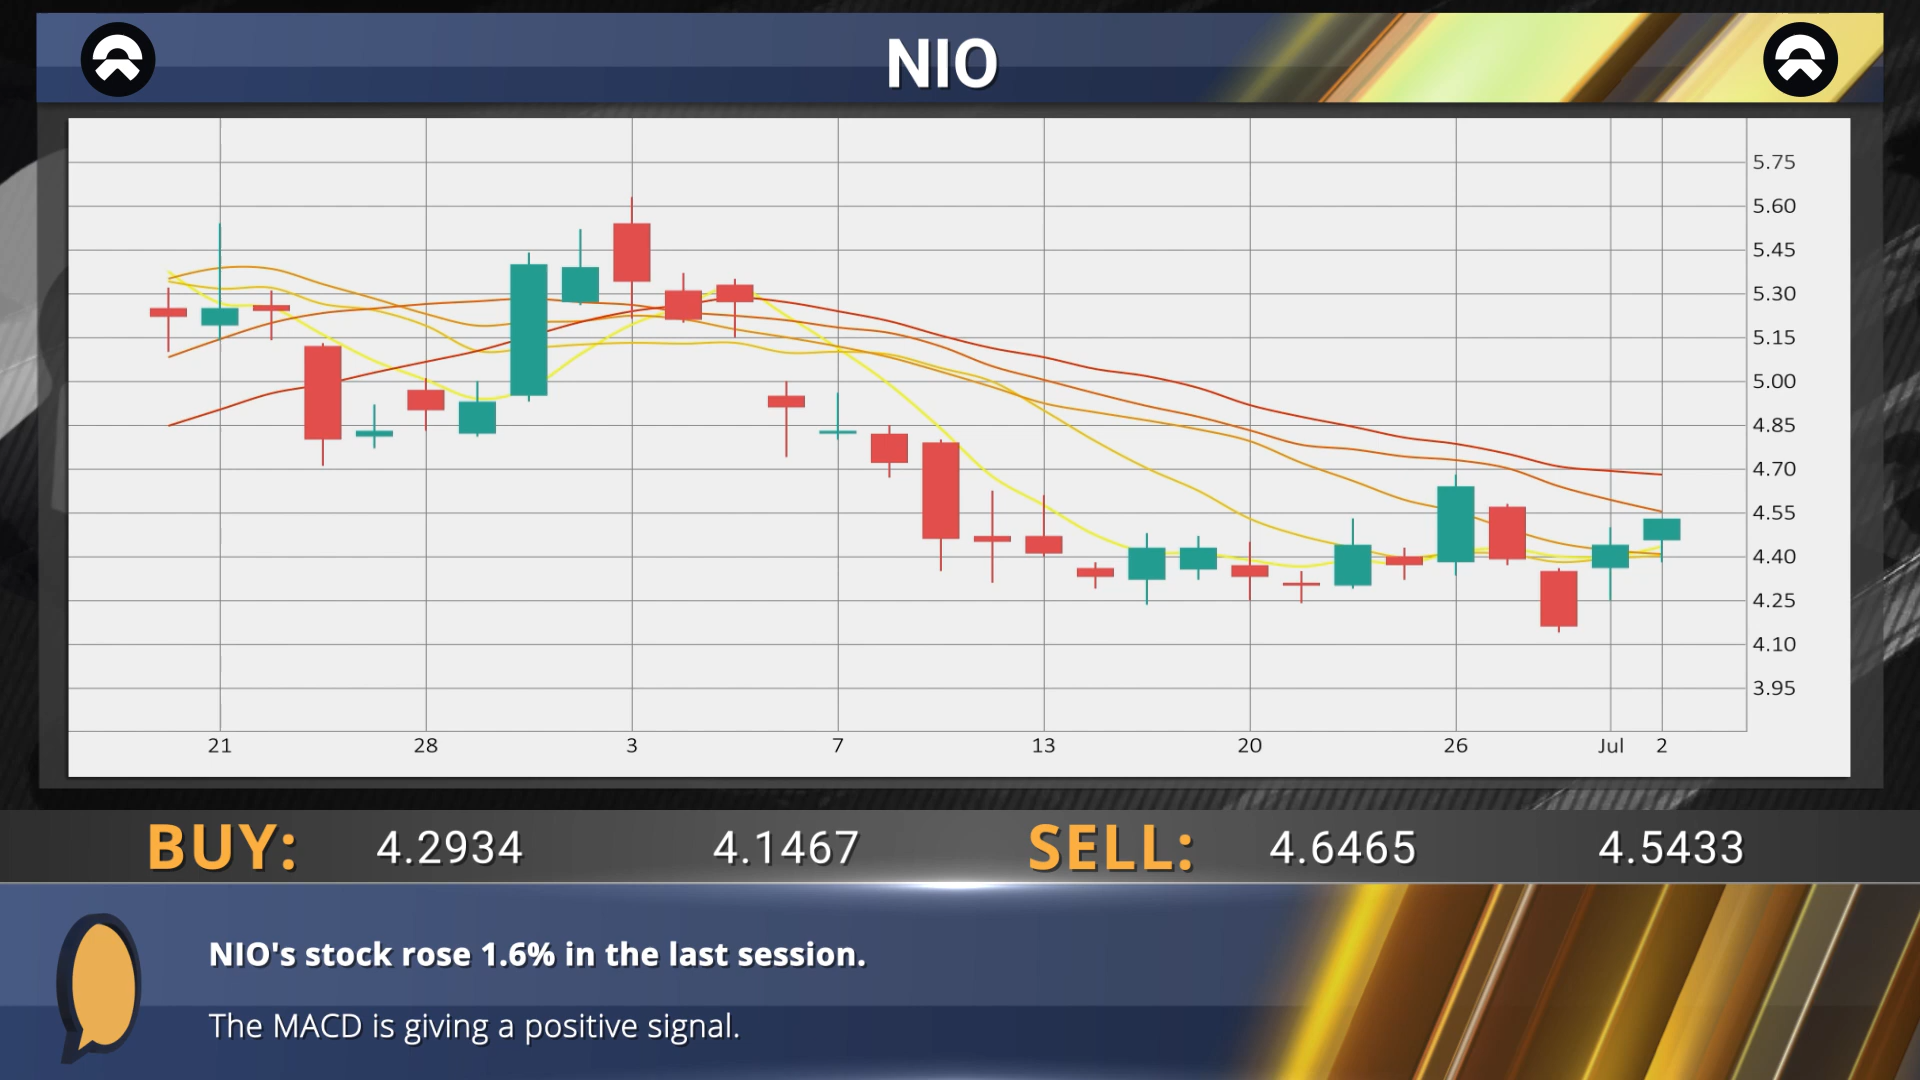 NIO
5.75
5.60
5.45
5.30
5.15
5.00
4.85
4.70
4.55
4.40
4.25
4.10
3.95
21 28 3 7 13 20 26 Jul 2
BUY: 4.2934 4.1467 SELL: 4.6465 4.5433
NIO's stock rose 1.6% in the last session.
The MACD is giving a positive signal.